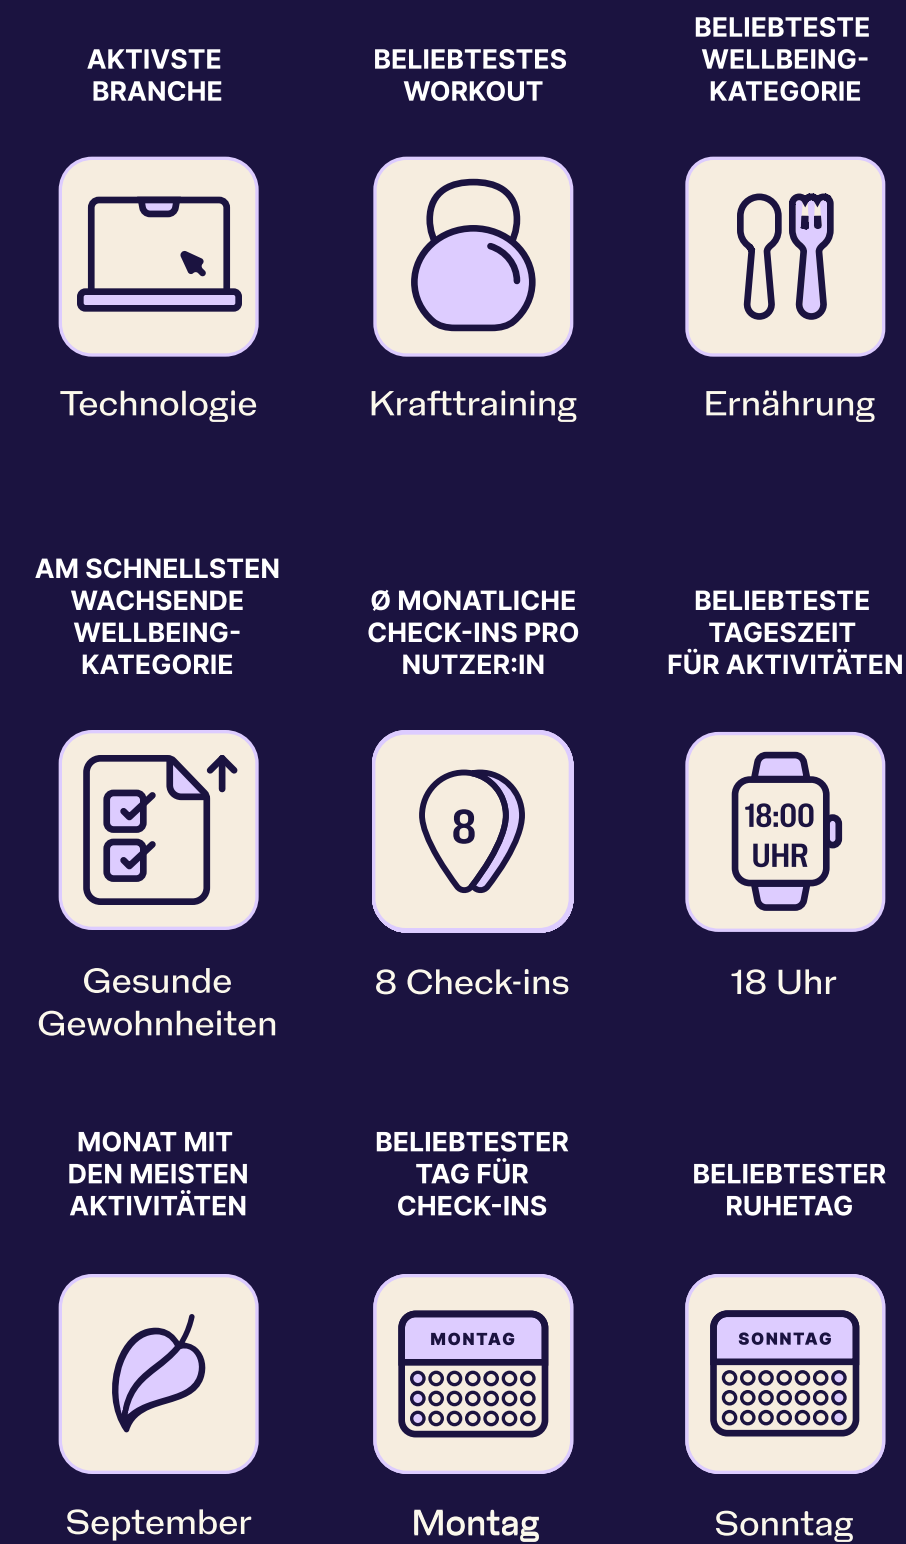 AKTIVSTE
BRANCHE
Technologie
BELIEBTESTES
WORKOUT
Krafttraining
BELIEBTESTE
WELLBEING-
KATEGORIE
Ernährung
AM SCHNELLSTEN
WACHSENDE
WELLBEING-
KATEGORIE
Gesunde
Gewohnheiten
Ø MONATLICHE
CHECK-INS PRO
NUTZER:IN
8
8 Check-ins
BELIEBTESTE
TAGESZEIT
FÜR AKTIVITÄTEN
18:00
UHR
18 Uhr
MONAT MIT
DEN MEISTEN
AKTIVITÄTEN
September
BELIEBTESTER
TAG FÜR
CHECK-INS
MONTAG
Montag
BELIEBTESTER
RUHETAG
SONNTAG
Sonntag